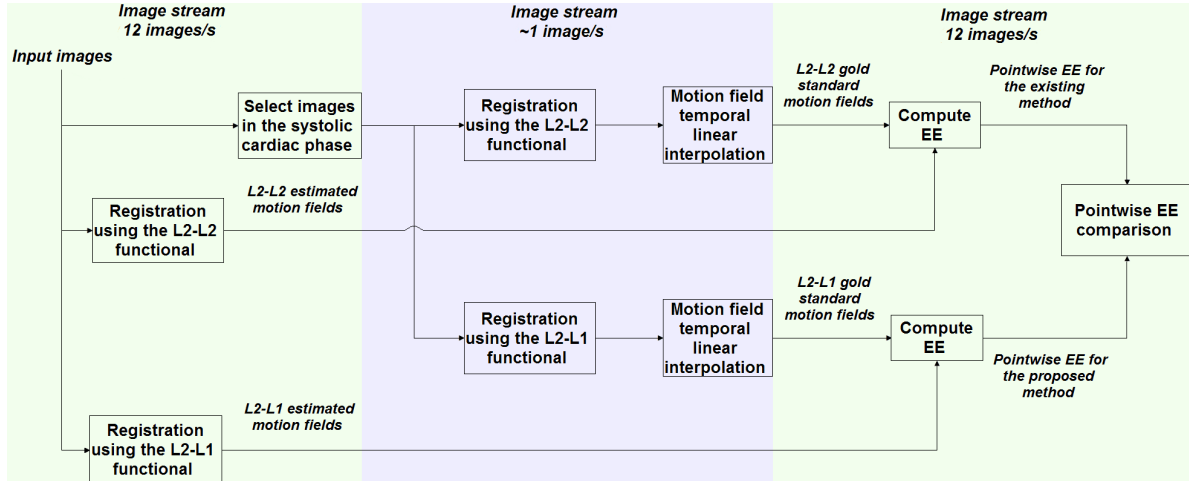 Image stream
12 images/s
Image stream
~1 image/s
Image stream
12 images/s
Input images
Select images
in the systolic
cardiac phase
Registration
using the L2-L2
functional
Motion field
temporal
linear
interpolation
L2-L2 gold
standard
motion fields
Compute
EE
Pointwise EE for
the existing
method
L2-L2 estimated
motion fields
Registration
using the L2-L2
functional
Pointwise EE
comparison
Registration
using the L2-L1
functional
Motion field
temporal
linear
interpolation
L2-L1 gold
standard
motion fields
Compute
EE
Pointwise EE for
the proposed
method
L2-L1 estimated
motion fields
Registration
using the L2-L1
functional